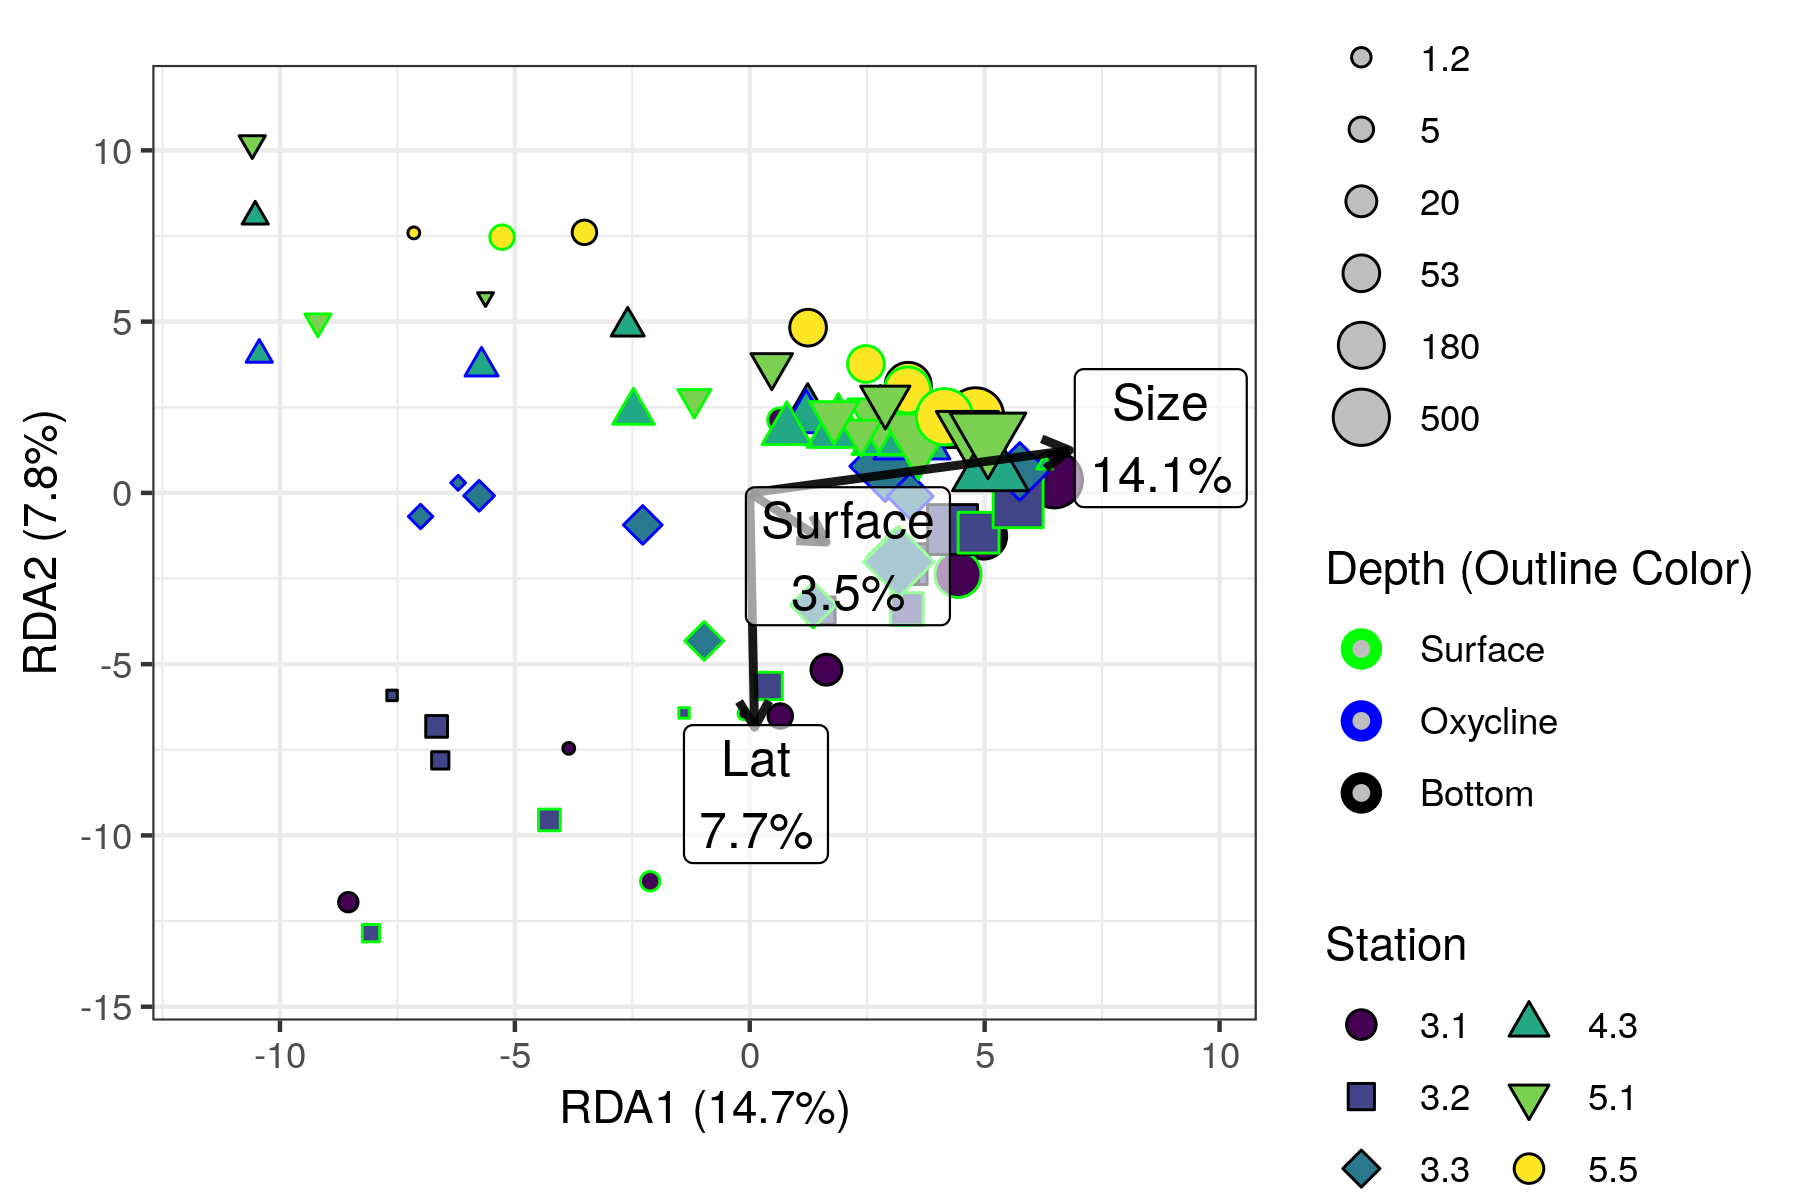 10
5
0
-5
-10
-15
-10
-5
0
5
10
RDA2 (7.8%)
RDA1 (14.7%)
Size
14.1%
Surface
3.5%
Lat
7.7%
1.2
5
20
53
180
500
Depth (Outline Color)
Surface
Oxycline
Bottom
Station
3.1 4.3
3.2 5.1
3.3 5.5